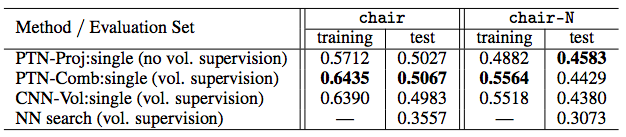 Method / Evaluation Set chair chair-N
training test training test
PTN-Proj:single (no vol. supervision) 0.5712 0.5027 0.4882 0.4583
PTN-Comb:single (vol. supervision) 0.6435 0.5067 0.5564 0.4429
CNN-Vol:single (vol. supervision) 0.6390 0.4983 0.5518 0.4380
NN search (vol. supervision) — 0.3557 — 0.3073